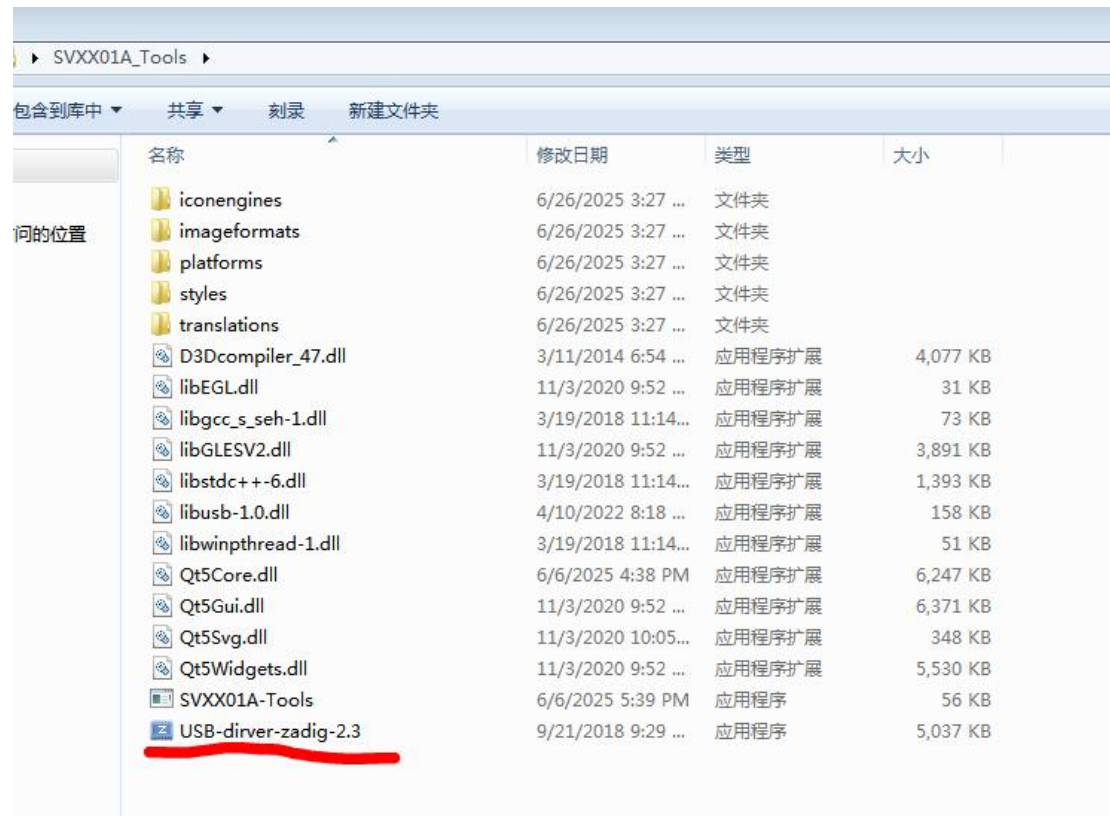 SVXX01A_Tools
包含到库中 共享 刻录 新建文件夹
名称 修改日期 类型 大小
问的位置
iconengines 6/26/2025 3:27 ... 文件夹
imageformats 6/26/2025 3:27 ... 文件夹
platforms 6/26/2025 3:27 ... 文件夹
styles 6/26/2025 3:27 ... 文件夹
translations 6/26/2025 3:27 ... 文件夹
D3Dcompiler_47.dll 3/11/2014 6:54 ... 应用程序扩展 4,077 KB
libEGL.dll 11/3/2020 9:52 ... 应用程序扩展 31 KB
libgcc_s_seh-1.dll 3/19/2018 11:14... 应用程序扩展 73 KB
libGLESV2.dll 11/3/2020 9:52 ... 应用程序扩展 3,891 KB
libstdc++-6.dll 3/19/2018 11:14... 应用程序扩展 1,393 KB
libusb-1.0.dll 4/10/2022 8:18 ... 应用程序扩展 158 KB
libwinpthread-1.dll 3/19/2018 11:14... 应用程序扩展 51 KB
Qt5Core.dll 6/6/2025 4:38 PM 应用程序扩展 6,247 KB
Qt5Gui.dll 11/3/2020 9:52 ... 应用程序扩展 6,371 KB
Qt5Svg.dll 11/3/2020 10:05... 应用程序扩展 348 KB
Qt5Widgets.dll 11/3/2020 9:52 ... 应用程序扩展 5,530 KB
SVXX01A-Tools 6/6/2025 5:39 PM 应用程序 56 KB
USB-dirver-zadig-2.3 9/21/2018 9:29 ... 应用程序 5,037 KB